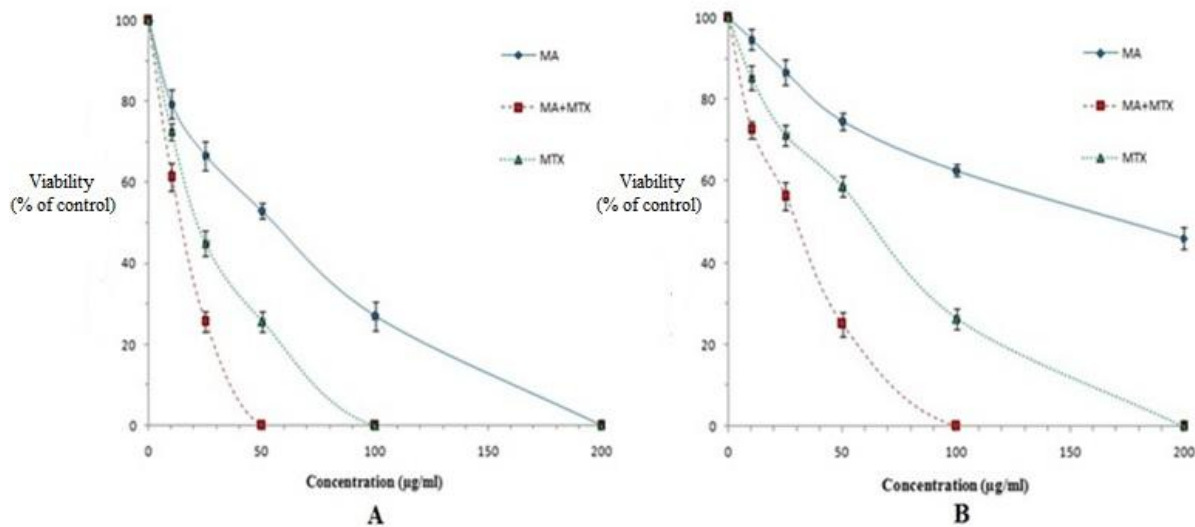 100
80
60
40
20
0
Viability
(% of control)
MA
MA+MTX
MTX
0 50 100 200
Concentration (µg/ml)
A
100
80
60
40
20
0
Viability
(% of control)
MA
MA+MTX
MTX
0 50 100 200
Concentration (µg/ml)
B